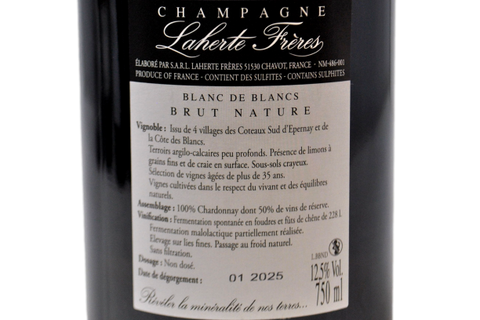 CHAMPAGNE
Laherte Frères
ÉLABORÉ PAR S.A.R.L. LAHERTE FRÈRES 51530 CHAVOT, FRANCE - NM-486-001
PRODUCE OF FRANCE - CONTIENT DES SULFITES - CONTAINS SULPHITES
BLANC DE BLANCS
BRUT NATURE
Vignoble : Issu de 4 villages des Coteaux Sud d'Epernay et de
la Côte des Blancs.
Terroirs argilo-calcaires peu profonds. Présence de limons à
grains fins et de craie en surface. Sous-sols crayeux.
Sélection de vignes âgées de plus de 35 ans.
Vignes cultivées dans le respect du vivant et des équilibres
naturels.
Assemblage : 100% Chardonnay dont 50% de vins de réserve.
Vinification : Fermentation spontanée en foudres et fûts de chêne de 228 L
Fermentation malolactique partiellement réalisée.
Elevage sur lies fines. Passage au froid naturel.
Sans filtration.
Dosage : Non dosé.
Date de dégorgement : 01 2025
12,5% Vol.
750 ml
Révéler la minéralité de nos terres...